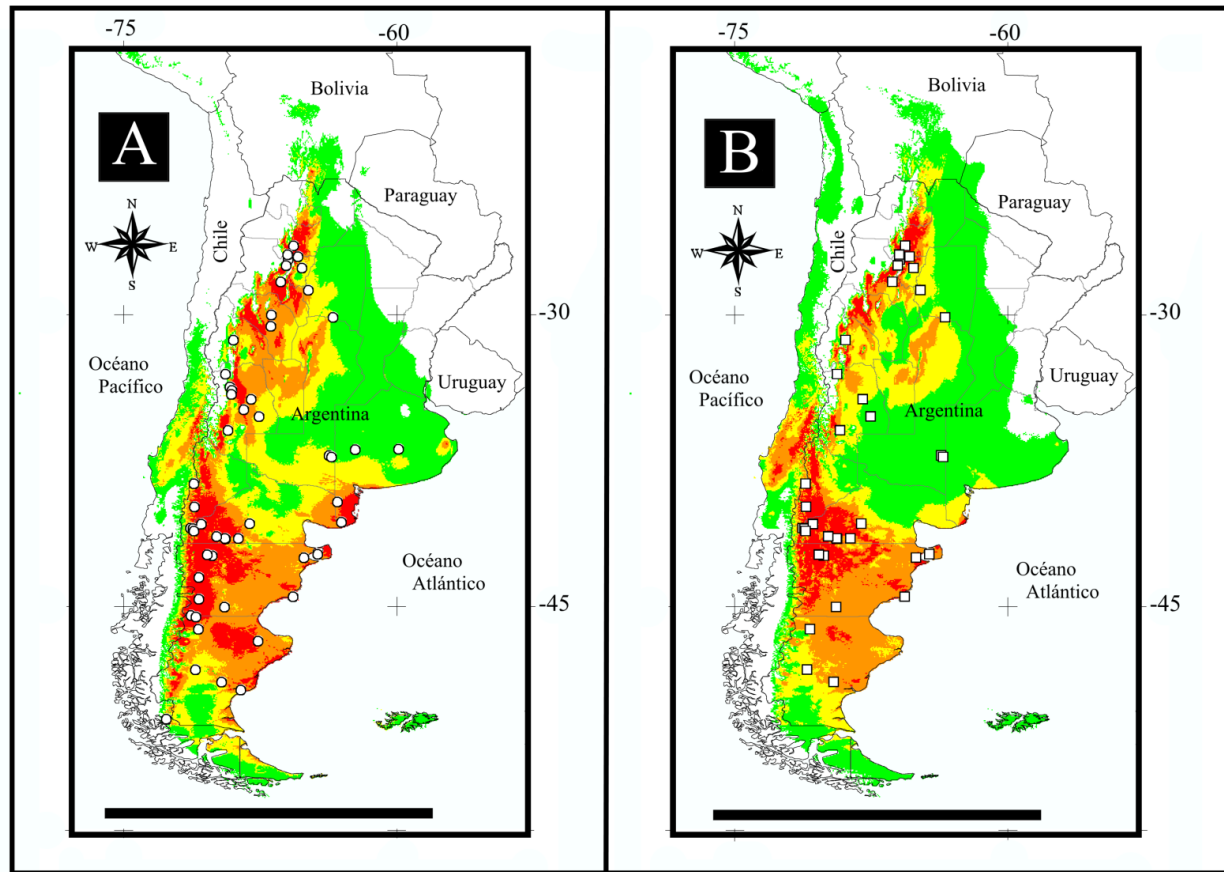 -75
-60
Bolivia
A
Paraguay
N
W
E
S
Chile
-30
Océano
Pacífico
Uruguay
Argentina
Océano
Atlántico
-45
-75
-60
Bolivia
B
Paraguay
N
W
E
S
Chile
-30
Océano
Pacífico
Uruguay
Argentina
Océano
Atlántico
-45